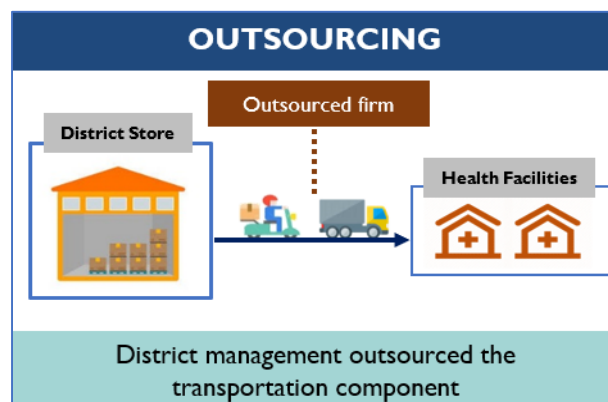 OUTSOURCING
Outsourced firm
District Store
Health Facilities
District management outsourced the
transportation component